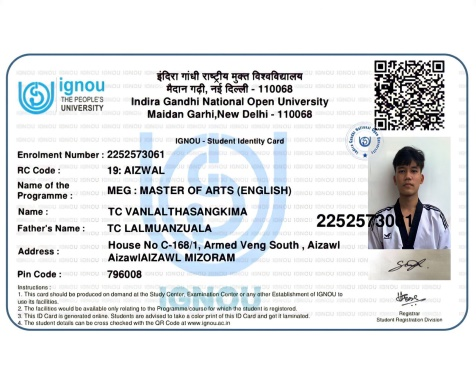 ignou
THE PEOPLE'S
UNIVERSITY
इंदिरा गांधी राष्ट्रीय मुक्त विश्वविद्यालय
मैदान गढ़ी, नई दिल्ली - 110068
Indira Gandhi National Open University
Maidan Garhi,New Delhi - 110068
IGNOU - Student Identity Card
Enrolment Number : 2252573061
RC Code : 19: AIZWAL
Name of the
Programme : MEG : MASTER OF ARTS (ENGLISH)
Name : TC VANLALTHASANGKIMA
Father's Name : TC LALMUANZUALA
Address : House No C-168/1, Armed Veng South , Aizawl
AizawlAIZAWL MIZORAM
Pin Code : 796008
22525730
Instructions :
1. This card should be produced on demand at the Study Center, Examination Center or any other Establishment of IGNOU to
use its facilities.
2. The facilities would be available only relating to the Programme/course for which the student is registered.
3. This ID Card is generated online. Students are advised to take a color print of this ID Card and get it laminated.
4. The student details can be cross checked with the QR Code at www.ignou.ac.in
Registrar
Student Registration Division
IGNOU